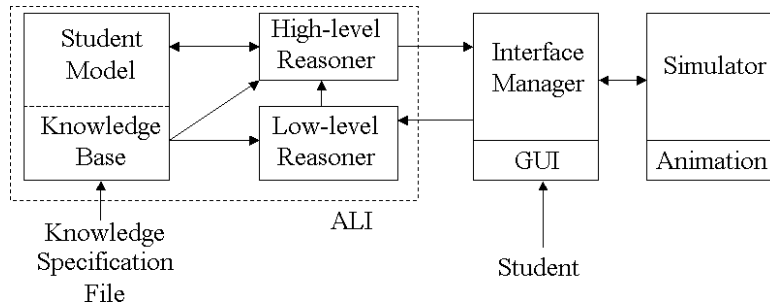 Student
Model
Knowledge
Base
High-level
Reasoner
Low-level
Reasoner
ALI
Interface
Manager
GUI
Simulator
Animation
Knowledge
Specification
File
Student